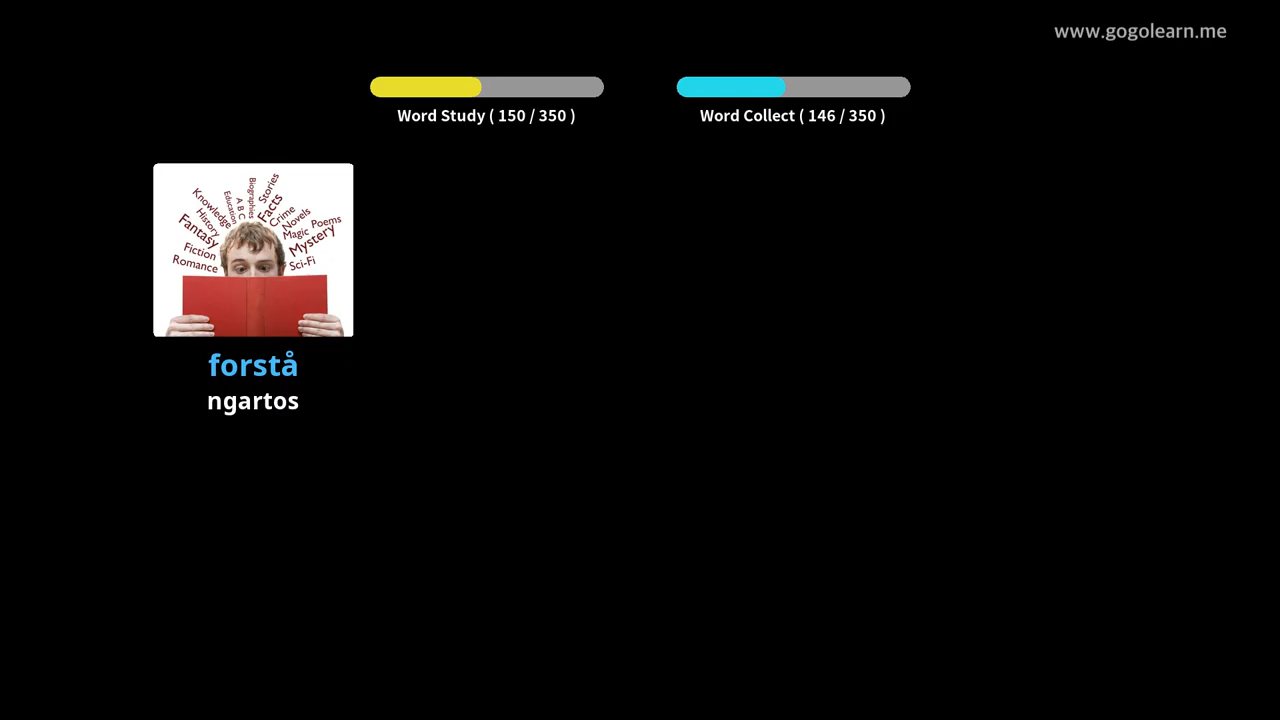 www.gogolearn.me
Word Study ( 150 / 350 )
Word Collect ( 146 / 350 )
Knowledge
History
Fantasy
Fiction
Romance
Education
A B C
Biographies
Stories
Facts
Crime
Novels
Magic
Poems
Mystery
Sci-Fi
forstå
ngartos